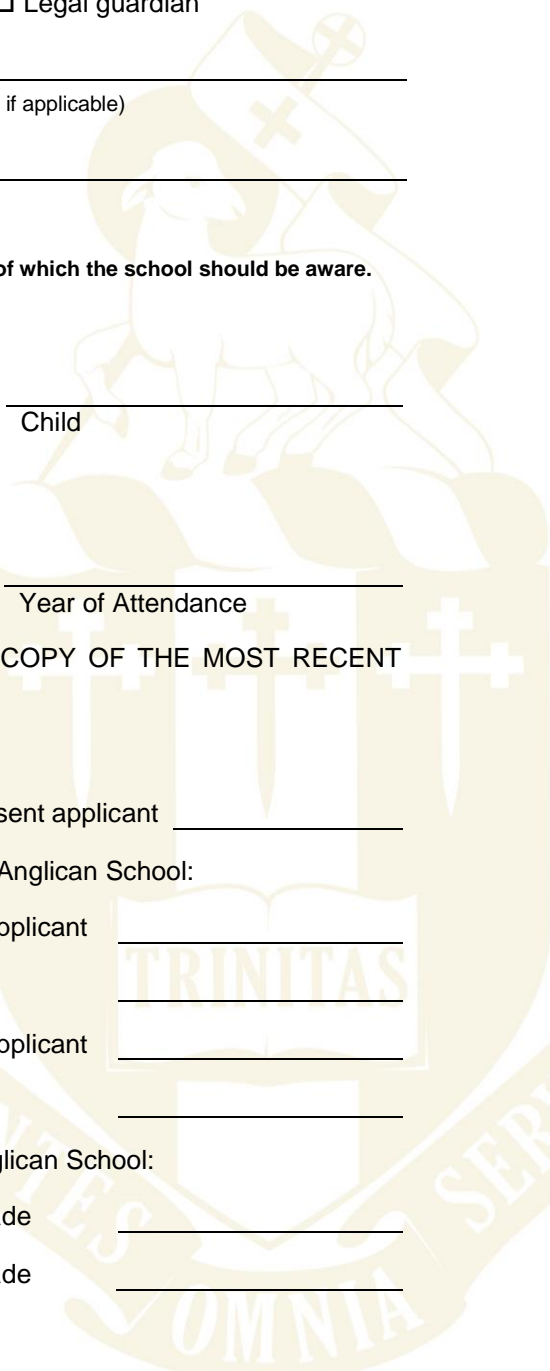 Legal guardian
if applicable)
of which the school should be aware.
Child
Year of Attendance
COPY OF THE MOST RECENT
sent applicant
Anglican School:
pplicant
TRINITAS
pplicant
glican School:
de
de
OMNIA